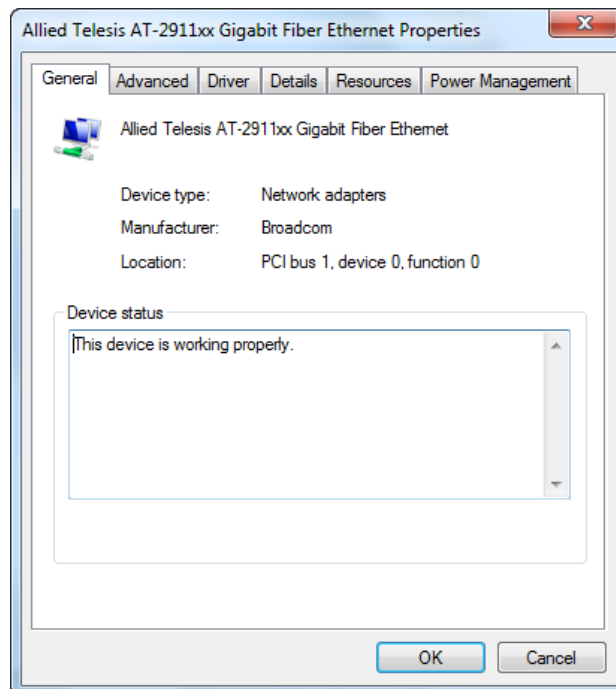 Allied Telesis AT-2911xx Gigabit Fiber Ethernet Properties
General Advanced Driver Details Resources Power Management
Allied Telesis AT-2911xx Gigabit Fiber Ethernet
Device type: Network adapters
Manufacturer: Broadcom
Location: PCI bus 1, device 0, function 0
Device status
This device is working properly.
OK Cancel